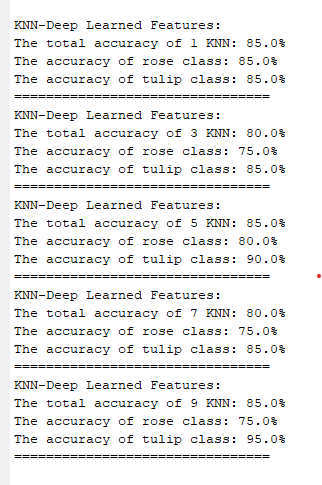 KNN-Deep Learned Features:
The total accuracy of 1 KNN: 85.0%
The accuracy of rose class: 85.0%
The accuracy of tulip class: 85.0%
================================
KNN-Deep Learned Features:
The total accuracy of 3 KNN: 80.0%
The accuracy of rose class: 75.0%
The accuracy of tulip class: 85.0%
================================
KNN-Deep Learned Features:
The total accuracy of 5 KNN: 85.0%
The accuracy of rose class: 80.0%
The accuracy of tulip class: 90.0%
================================
KNN-Deep Learned Features:
The total accuracy of 7 KNN: 80.0%
The accuracy of rose class: 75.0%
The accuracy of tulip class: 85.0%
================================
KNN-Deep Learned Features:
The total accuracy of 9 KNN: 85.0%
The accuracy of rose class: 75.0%
The accuracy of tulip class: 95.0%
================================